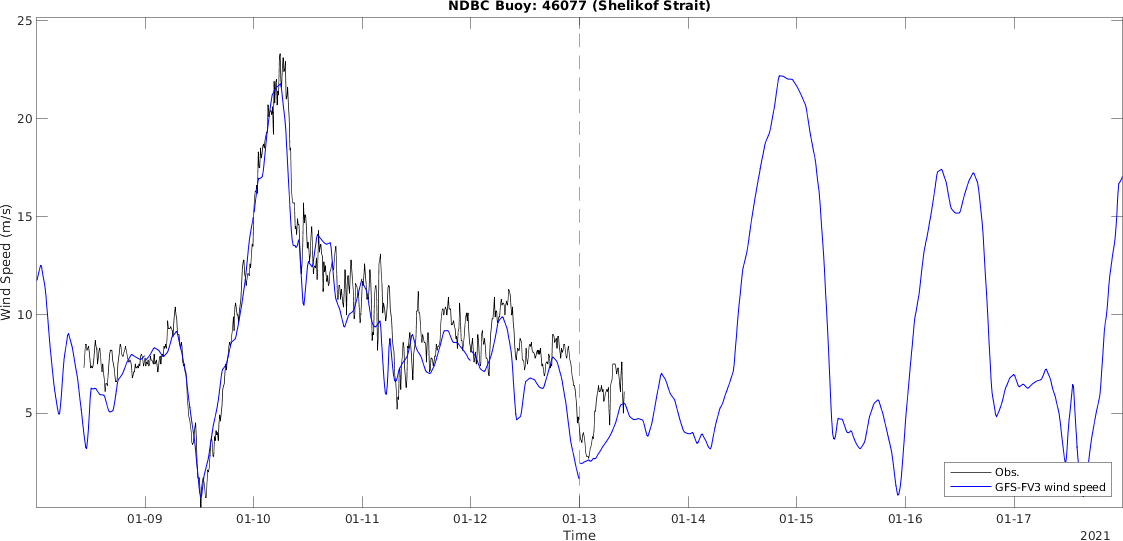 NDBC Buoy: 46077 (Shelikof Strait)
25
20
15
10
5
Wind Speed (m/s)
Obs.
GFS-FV3 wind speed
01-09 01-10 01-11 01-12 01-13 01-14 01-15 01-16 01-17
Time
2021